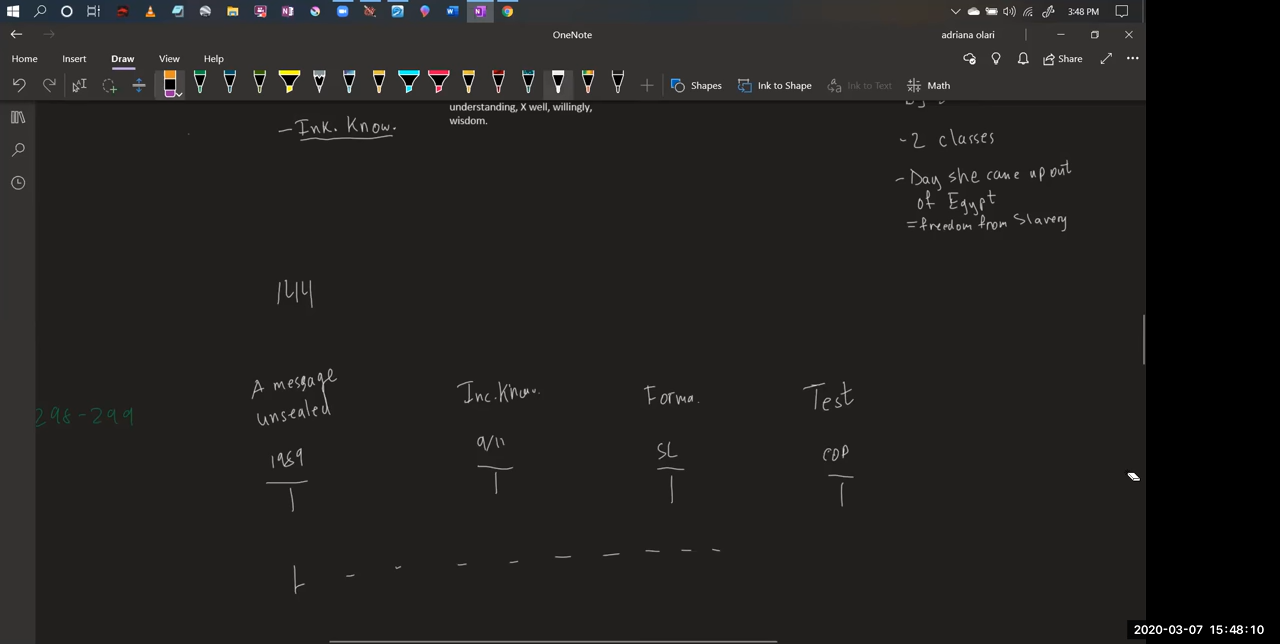 3:48 PM
OneNote
adriana olari
Home Insert Draw View Help
Share
Shapes
Ink to Shape
Ink to Text
Math
understanding, X well, willingly,
wisdom.
- Ink. Know.
- 2 classes
- Day she came up out
of Egypt
= freedom from Slavery
144
A message
unsealed
Inc. Know.
Forma.
Test
298-299
1989
9/11
SL
COP
2020-03-07 15:48:10